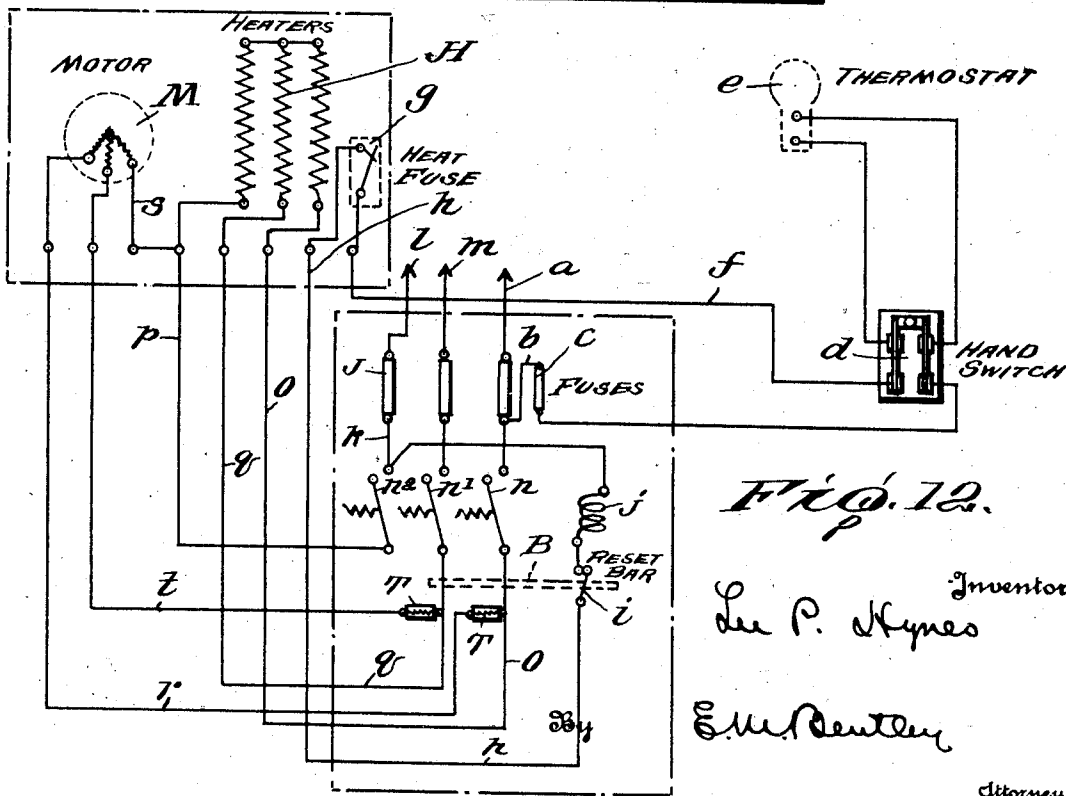 HEATERS
H
MOTOR
M
g
HEAT
FUSE
h
s
e
THERMOSTAT
l
m
a
f
p
b
c
J
FUSES
d
HAND
SWITCH
o
k
q
n²
n¹
n
j
Fig. 12.
B
RESET
BAR
i
T
T
t
o
q
r
h
Inventor
Lee P. Hynes
By
E. M. Bentley
Attorney